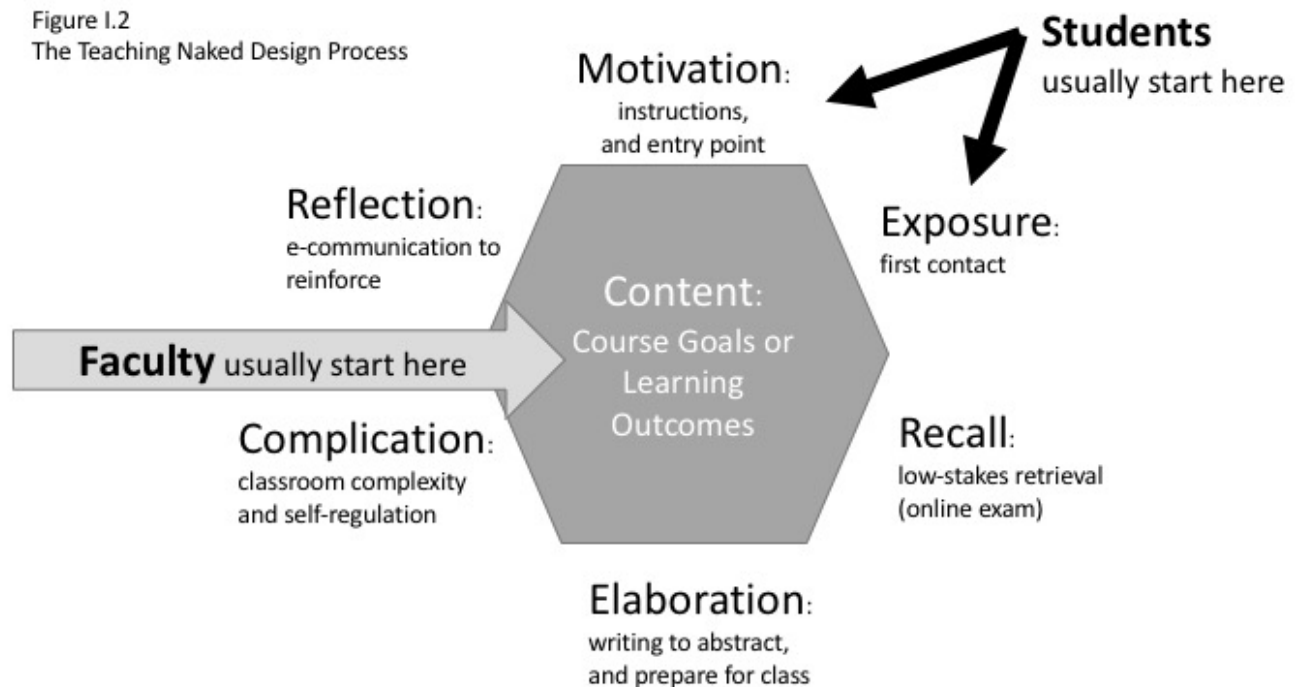 Figure I.2
The Teaching Naked Design Process
Students
usually start here
Motivation:
instructions,
and entry point
Exposure:
first contact
Recall:
low-stakes retrieval
(online exam)
Elaboration:
writing to abstract,
and prepare for class
Complication:
classroom complexity
and self-regulation
Reflection:
e-communication to
reinforce
Faculty usually start here
Content:
Course Goals or
Learning
Outcomes